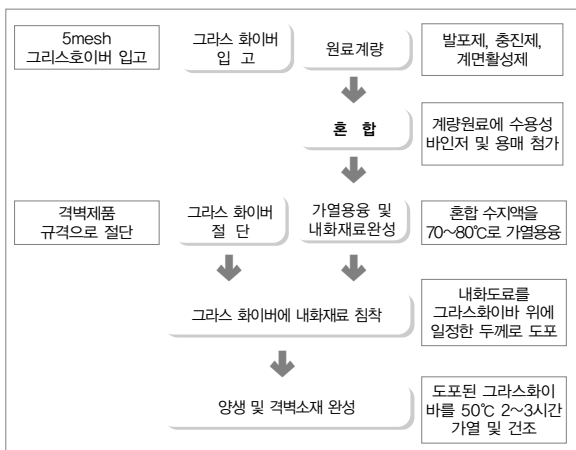 5mesh
그리스호이버 입고
그라스 화이버
입 고
원료계량
발포제, 충진제,
계면활성제
혼 합
계량원료에 수용성
바인저 및 용매 첨가
격벽제품
규격으로 절단
그라스 화이버
절 단
가열용융 및
내화재료완성
혼합 수지액을
70~80℃로 가열용융
그라스 화이버에 내화재료 침착
내화도료를
그라스화이바 위에
일정한 두께로 도포
양생 및 격벽소재 완성
도포된 그라스화이
바를 50℃ 2~3시간
가열 및 건조